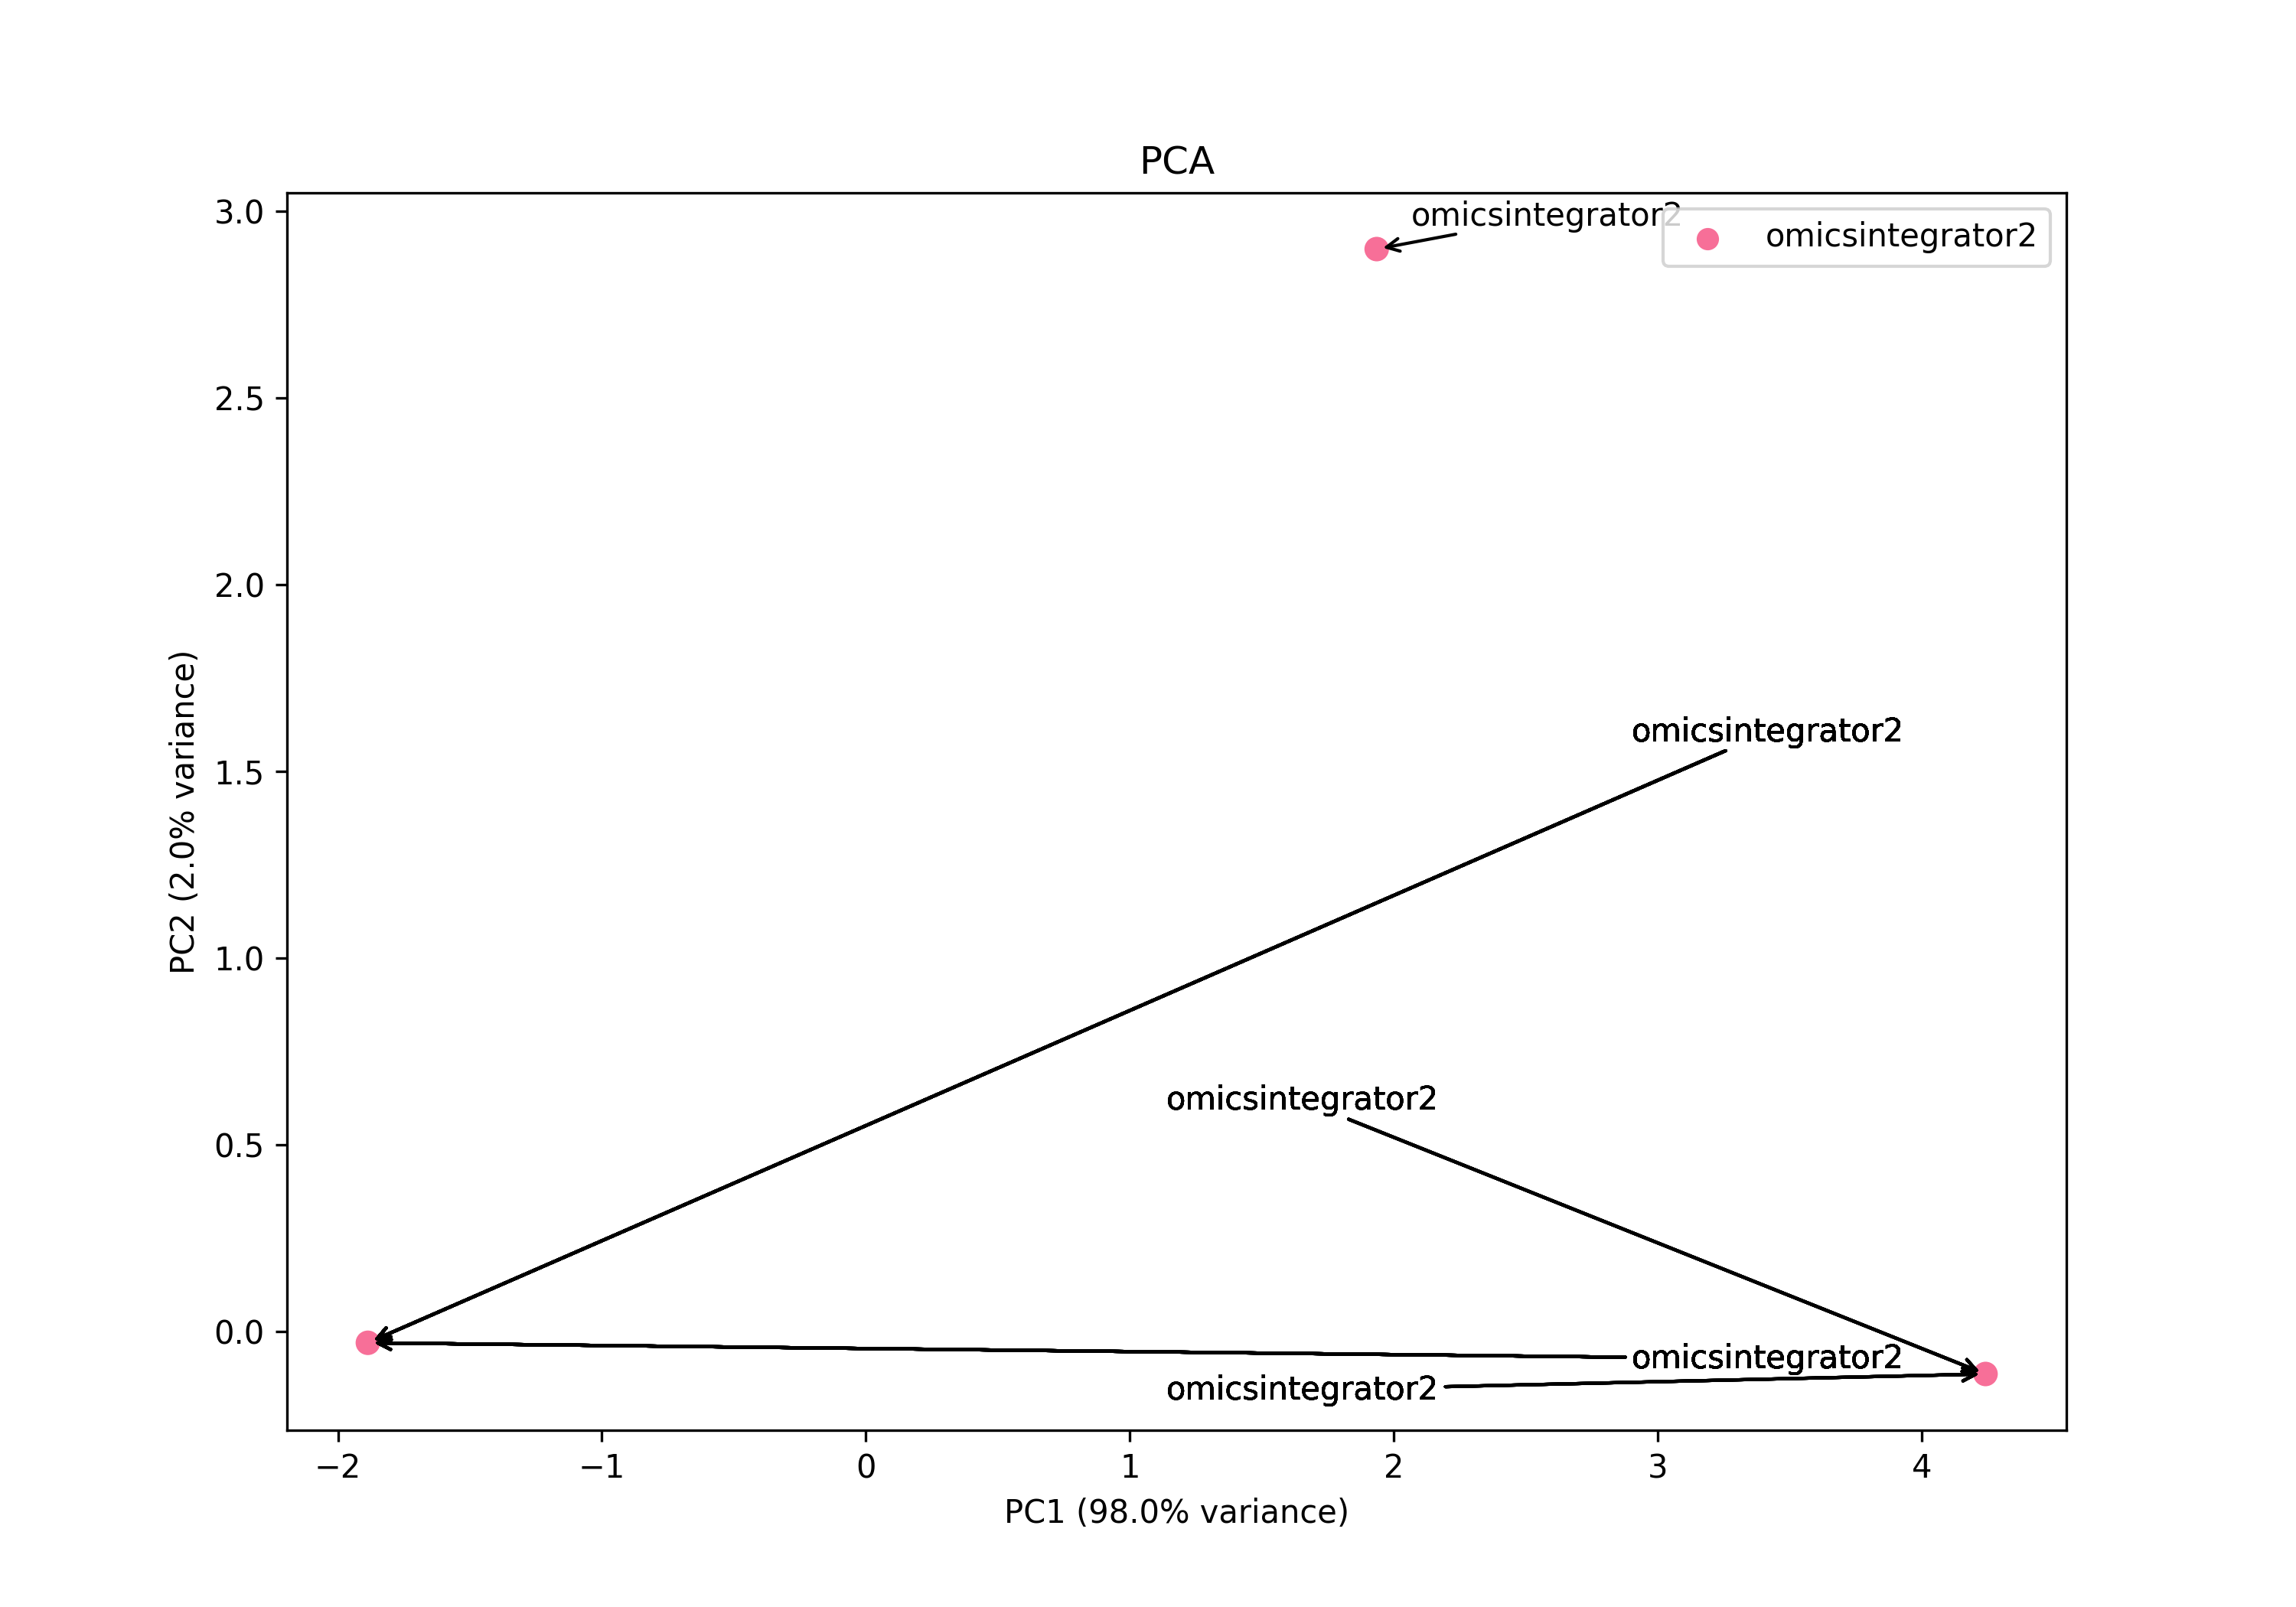 PCA
3.0
omicsintegrator2
omicsintegrator2
2.5
2.0
omicsintegrator2
1.5
PC2 (2.0% variance)
1.0
omicsintegrator2
0.5
0.0
omicsintegrator2
omicsintegrator2
−2 −1 0 1 2 3 4
PC1 (98.0% variance)